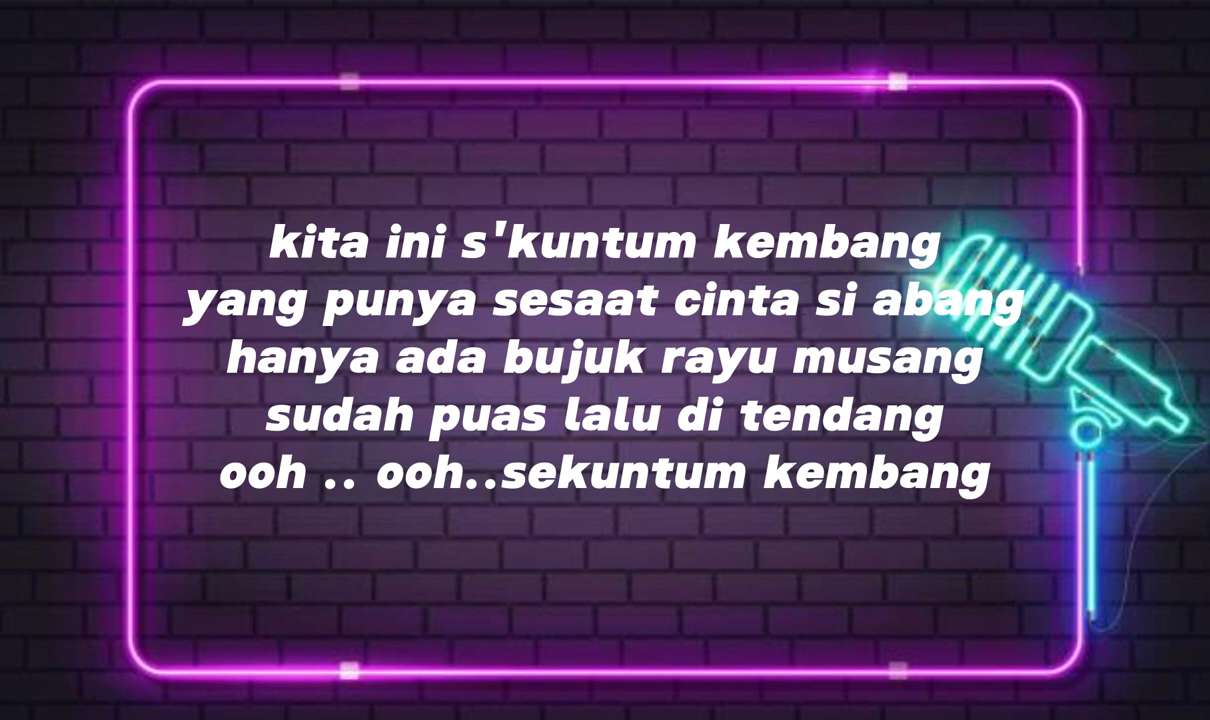 kita ini s'kuntum kembang
yang punya sesaat cinta si abang
hanya ada bujuk rayu musang
sudah puas lalu di tendang
ooh .. ooh..sekuntum kembang